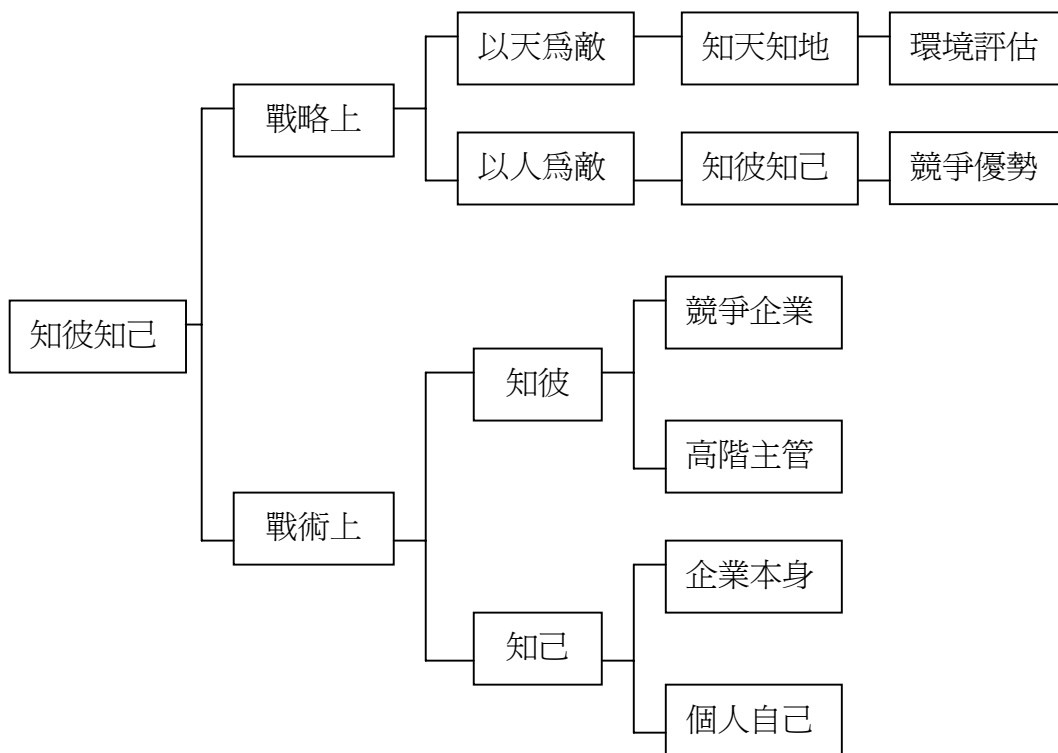 以天爲敵
知天知地
環境評估
戰略上
以人爲敵
知彼知己
競爭優勢
知彼知己
競爭企業
知彼
高階主管
戰術上
企業本身
知己
個人自己